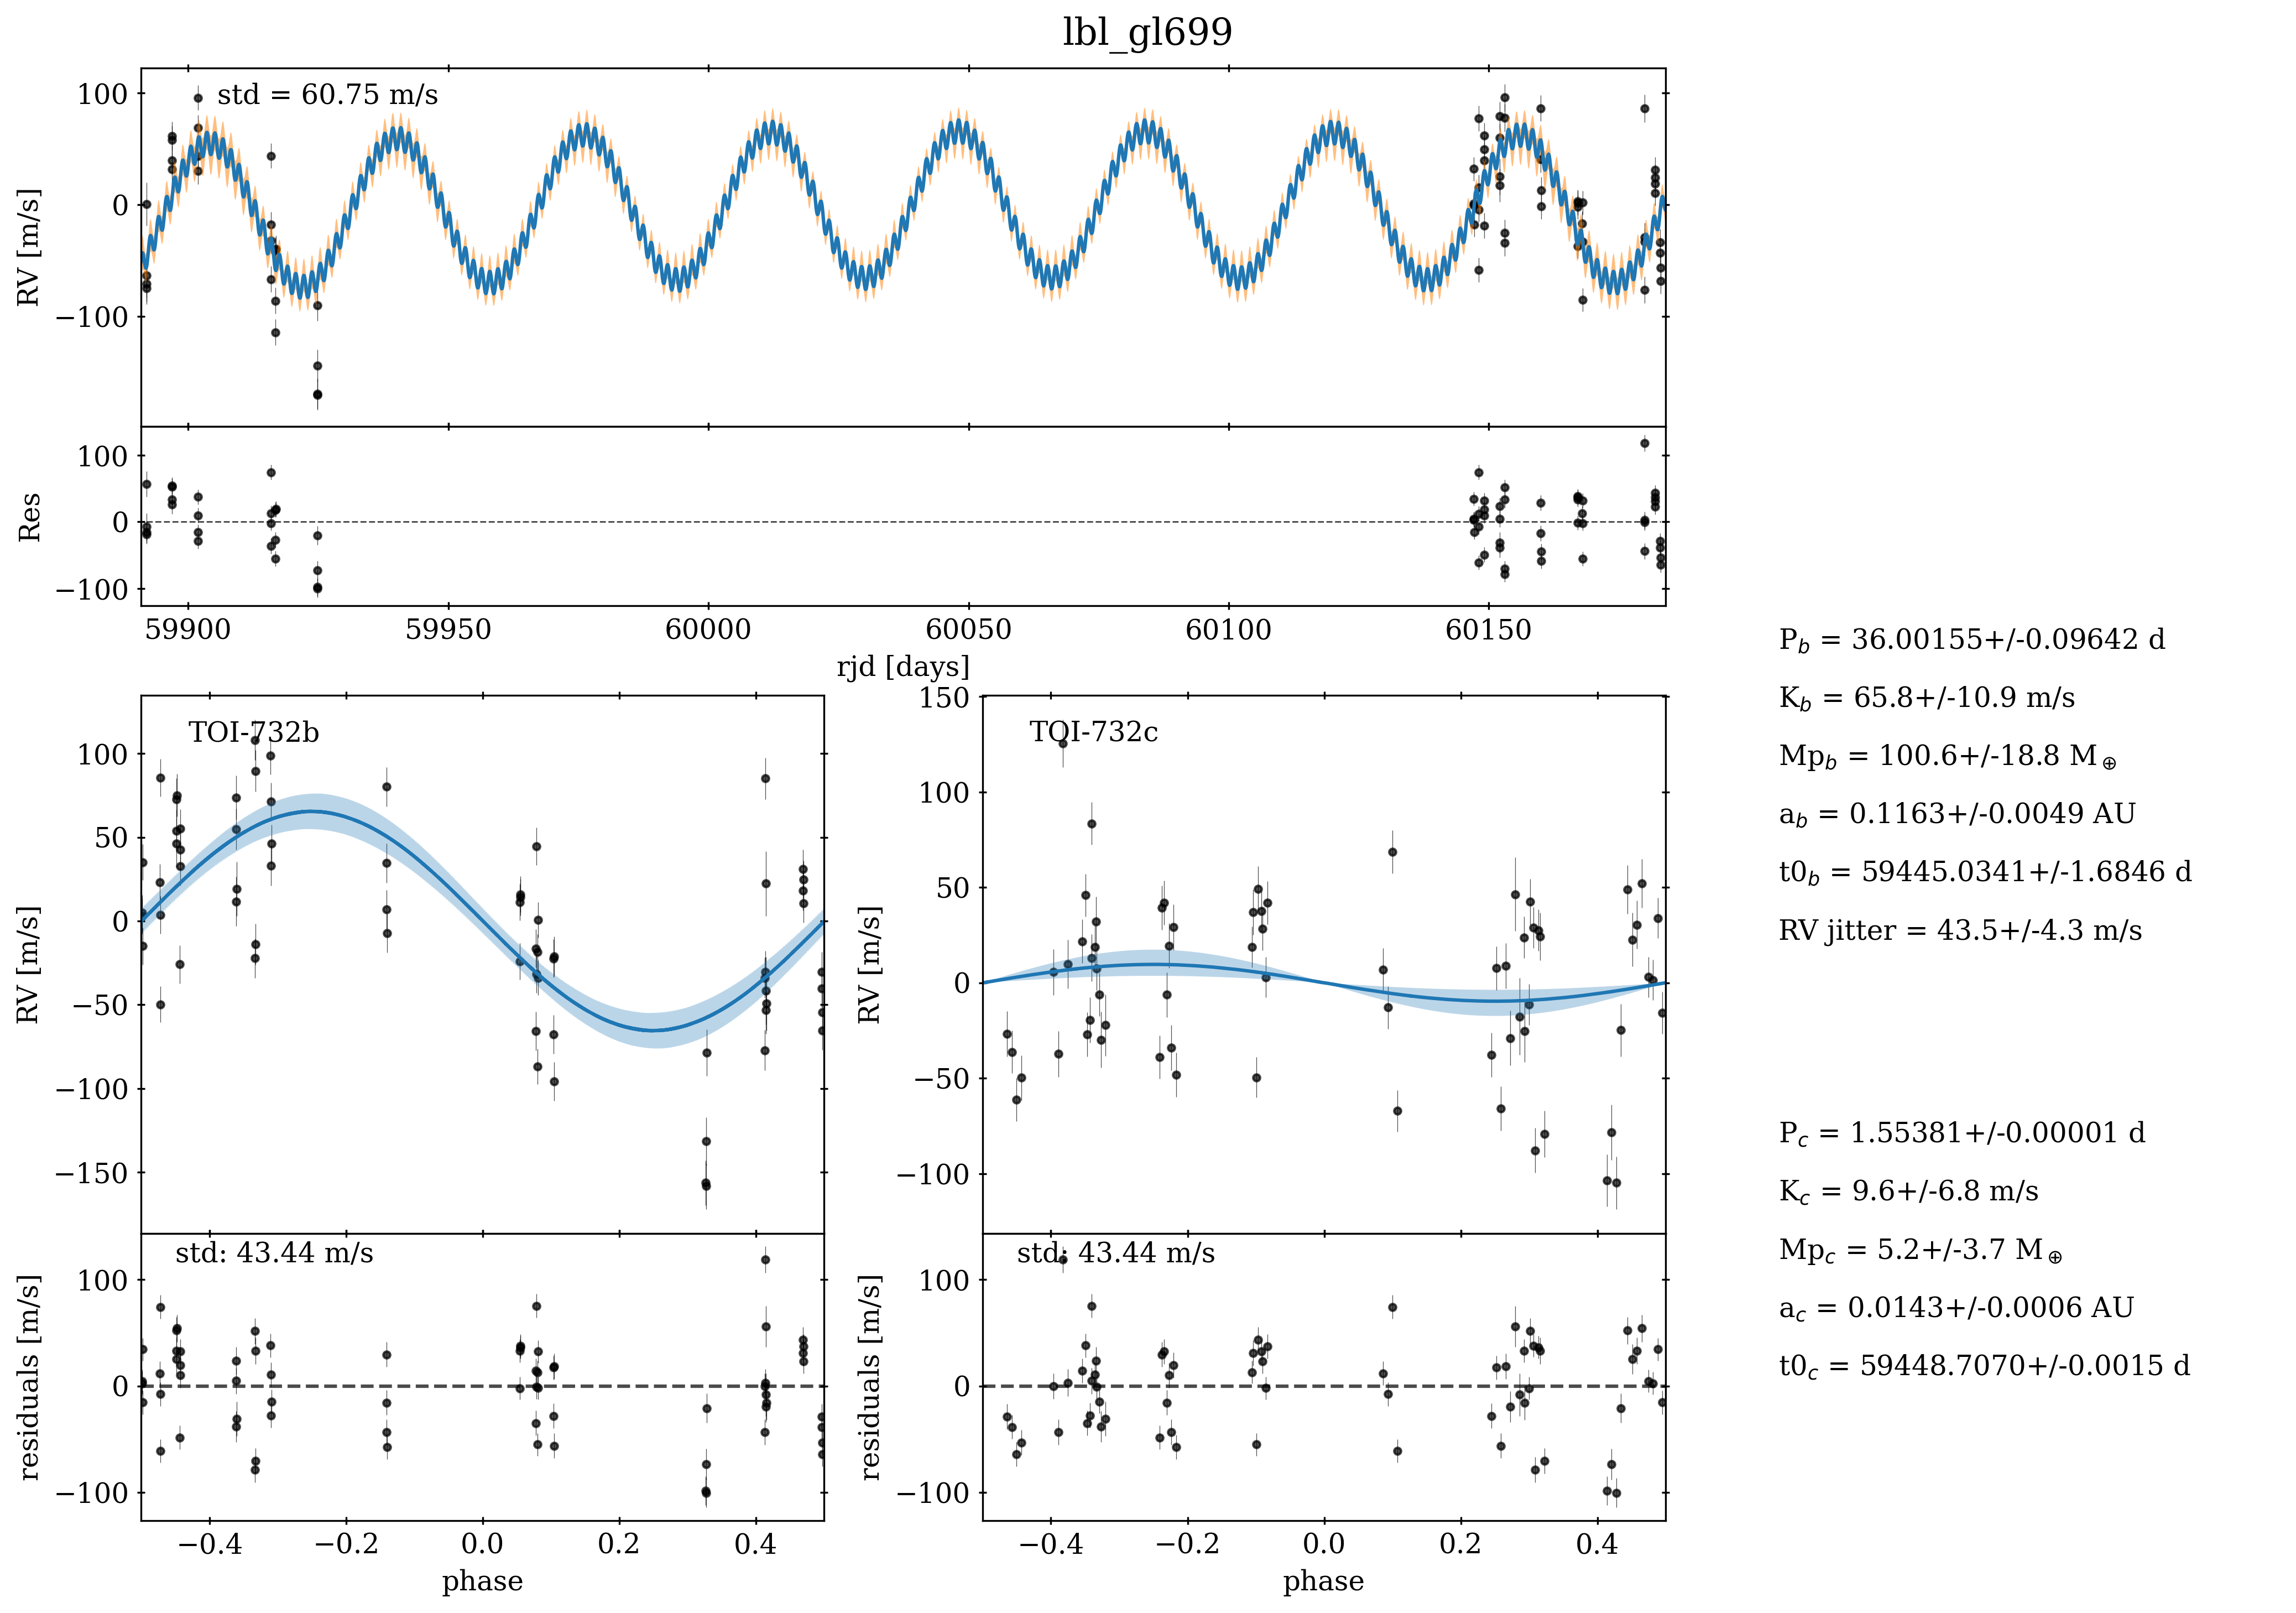 lbl_gl699
std = 60.75 m/s
RV [m/s]
100
0
−100
Res
100
0
−100
59900 59950 60000 60050 60100 60150
rjd [days]
TOI-732b
RV [m/s]
100
50
0
−50
−100
−150
std: 43.44 m/s
residuals [m/s]
100
0
−100
−0.4 −0.2 0.0 0.2 0.4
phase
TOI-732c
RV [m/s]
150
100
50
0
−50
−100
std: 43.44 m/s
residuals [m/s]
100
0
−100
−0.4 −0.2 0.0 0.2 0.4
phase
P_b = 36.00155+/-0.09642 d
K_b = 65.8+/-10.9 m/s
Mp_b = 100.6+/-18.8 M_⊕
a_b = 0.1163+/-0.0049 AU
t0_b = 59445.0341+/-1.6846 d
RV jitter = 43.5+/-4.3 m/s
P_c = 1.55381+/-0.00001 d
K_c = 9.6+/-6.8 m/s
Mp_c = 5.2+/-3.7 M_⊕
a_c = 0.0143+/-0.0006 AU
t0_c = 59448.7070+/-0.0015 d